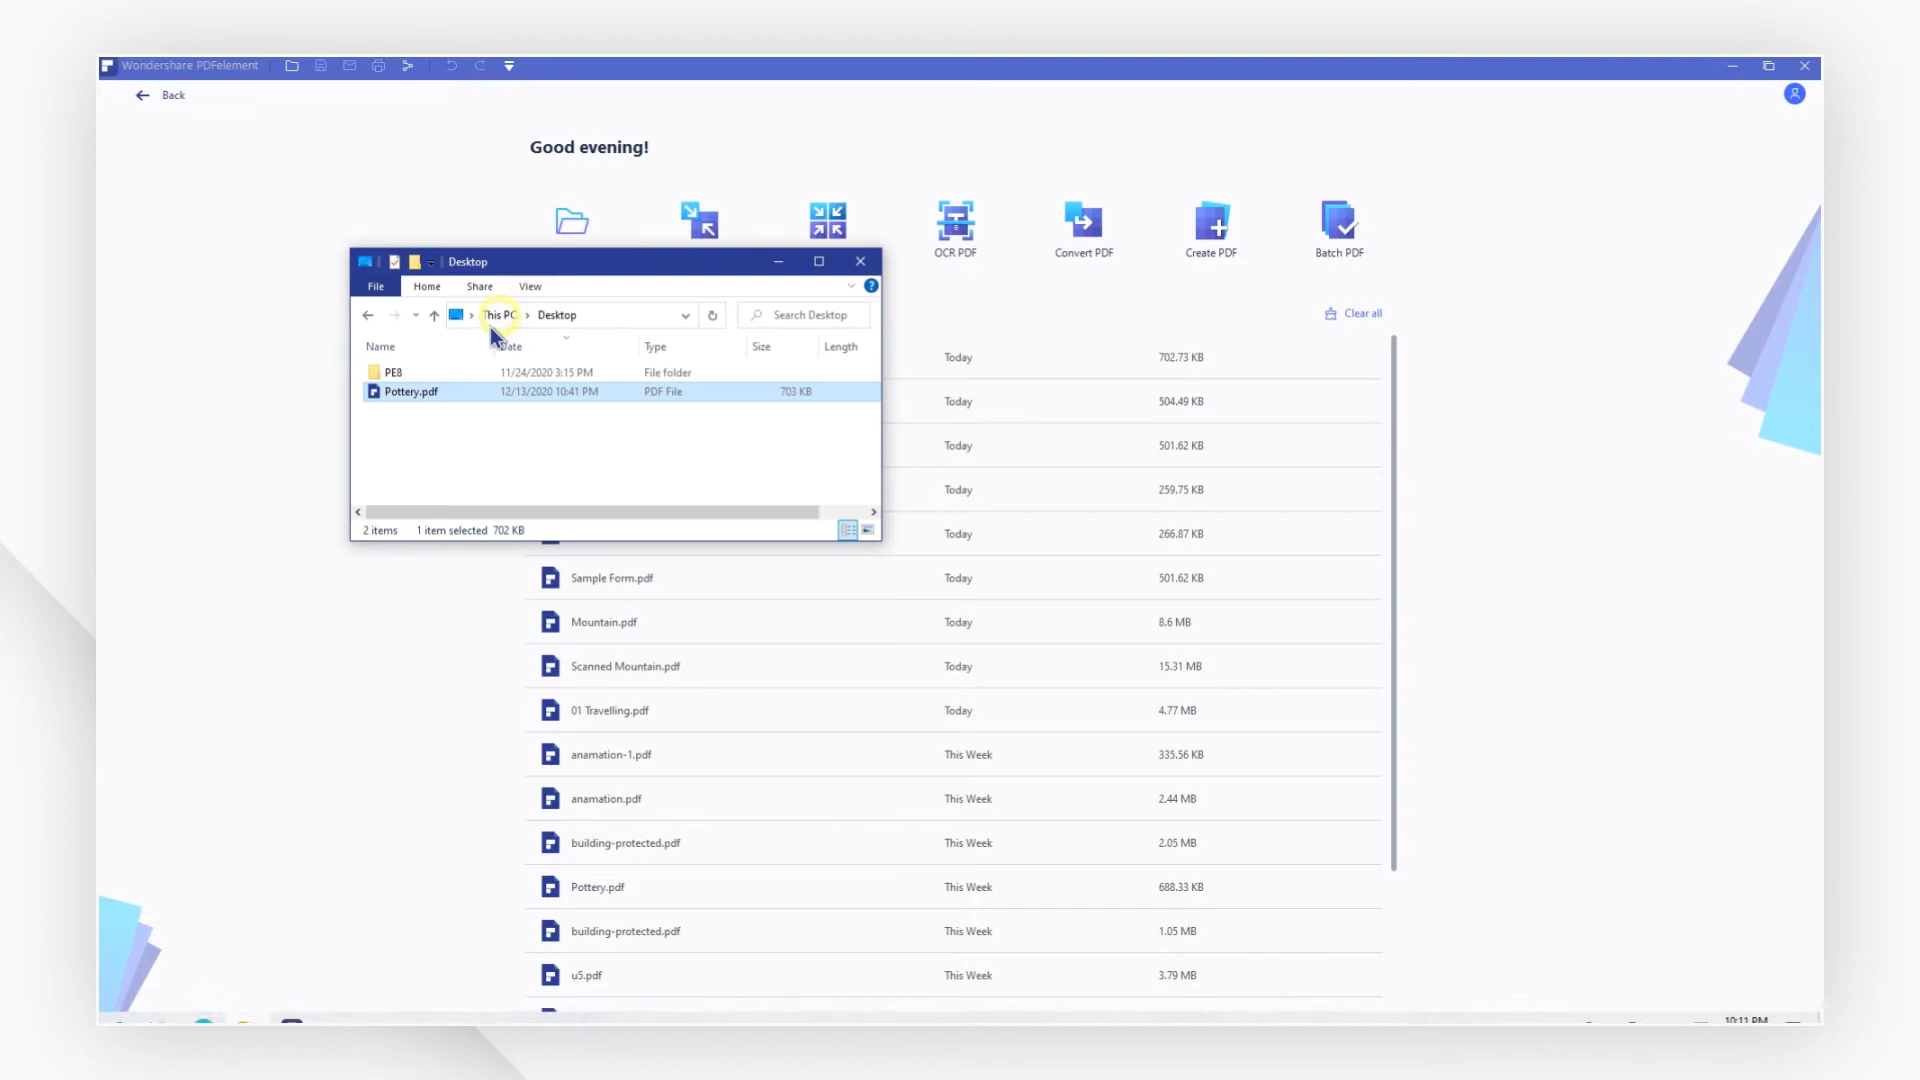 Wondershare PDFelement
Back
Good evening!
OCR PDF
Convert PDF
Create PDF
Batch PDF
Desktop
File Home Share View
This PC > Desktop
Search Desktop
Name Date Type Size Length
PE8 11/24/2020 3:15 PM File folder
Pottery.pdf 12/13/2020 10:41 PM PDF File 703 KB
2 items 1 item selected 702 KB
Clear all
Today 702.73 KB
Today 504.49 KB
Today 501.62 KB
Today 259.75 KB
Today 266.87 KB
Sample Form.pdf Today 501.62 KB
Mountain.pdf Today 8.6 MB
Scanned Mountain.pdf Today 15.31 MB
01 Travelling.pdf Today 4.77 MB
anamation-1.pdf This Week 335.56 KB
anamation.pdf This Week 2.44 MB
building-protected.pdf This Week 2.05 MB
Pottery.pdf This Week 688.33 KB
building-protected.pdf This Week 1.05 MB
u5.pdf This Week 3.79 MB
10:11 PM